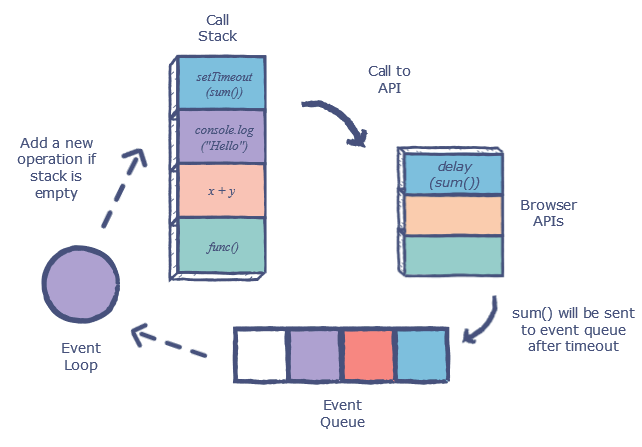 Call
Stack
setTimeout
(sum())
console.log
("Hello")
x + y
func()
Call to
API
Add a new
operation if
stack is
empty
delay
(sum())
Browser
APIs
sum() will be sent
to event queue
after timeout
Event
Loop
Event
Queue